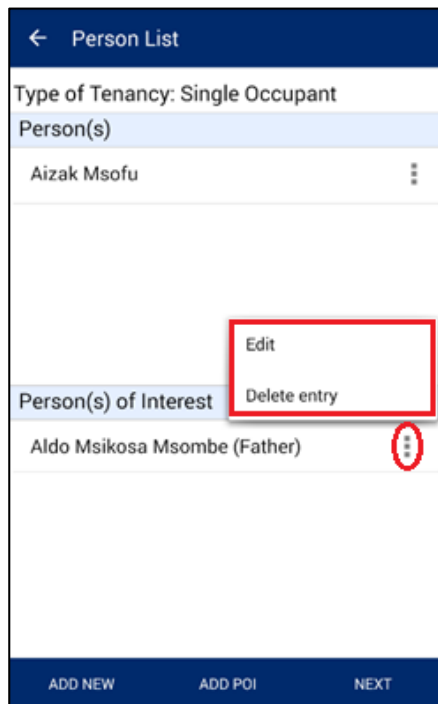 Person List
Type of Tenancy: Single Occupant
Person(s)
Aizak Msofu
Edit
Delete entry
Person(s) of Interest
Aldo Msikosa Msombe (Father)
ADD NEW ADD POI NEXT